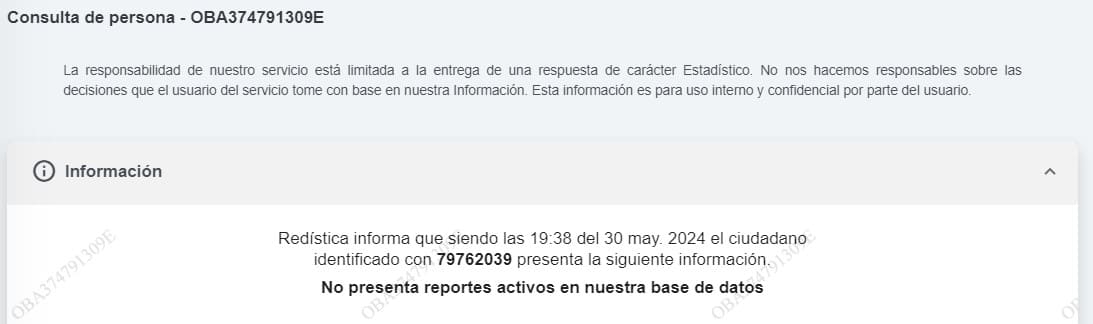 Consulta de persona - OBA374791309E
La responsabilidad de nuestro servicio está limitada a la entrega de una respuesta de carácter Estadístico. No nos hacemos responsables sobre las
decisiones que el usuario del servicio tome con base en nuestra Información. Esta información es para uso interno y confidencial por parte del usuario.
Información
Redística informa que siendo las 19:38 del 30 may. 2024 el ciudadano
identificado con 79762039 presenta la siguiente información.
No presenta reportes activos en nuestra base de datos
OBA374791309E
OBA374791309E
OBA374791309E